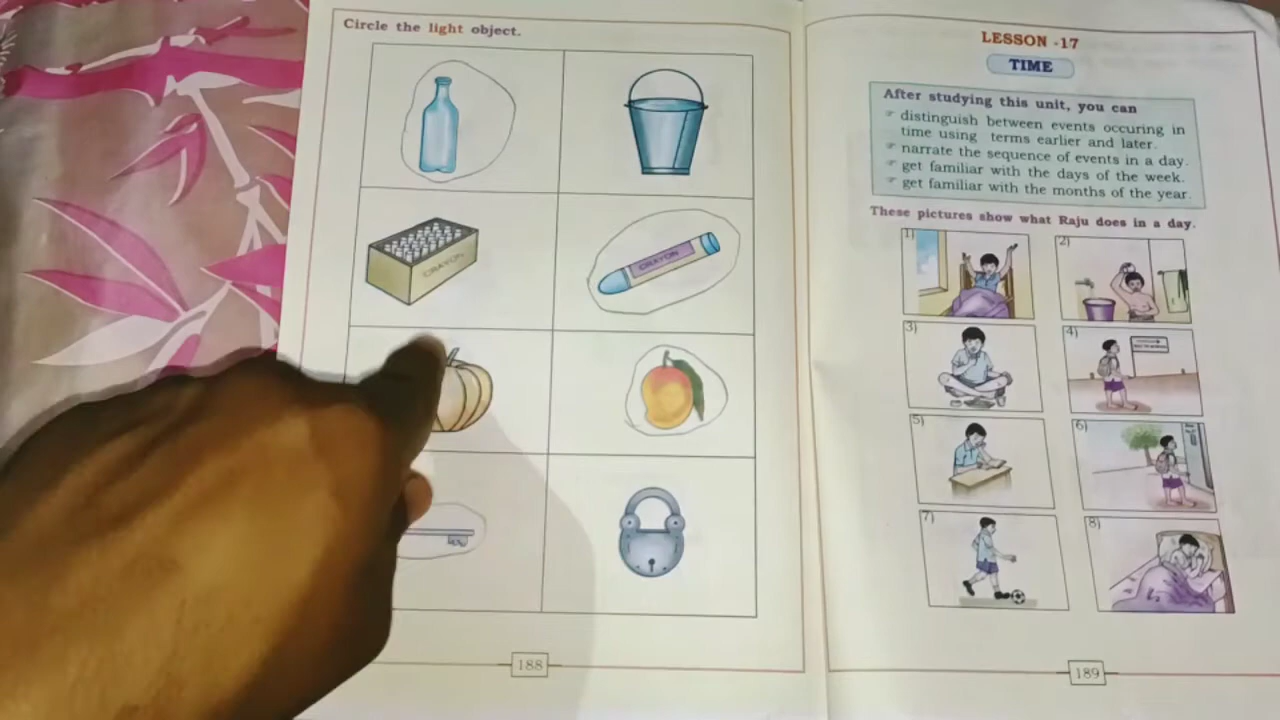 Circle the light object.
CRAYON
CRAYON
188
LESSON -17
TIME
After studying this unit, you can
distinguish between events occuring in
time using terms earlier and later.
narrate the sequence of events in a day.
get familiar with the days of the week.
get familiar with the months of the year.
These pictures show what Raju does in a day.
1)
2)
3)
4)
5)
6)
7)
8)
189